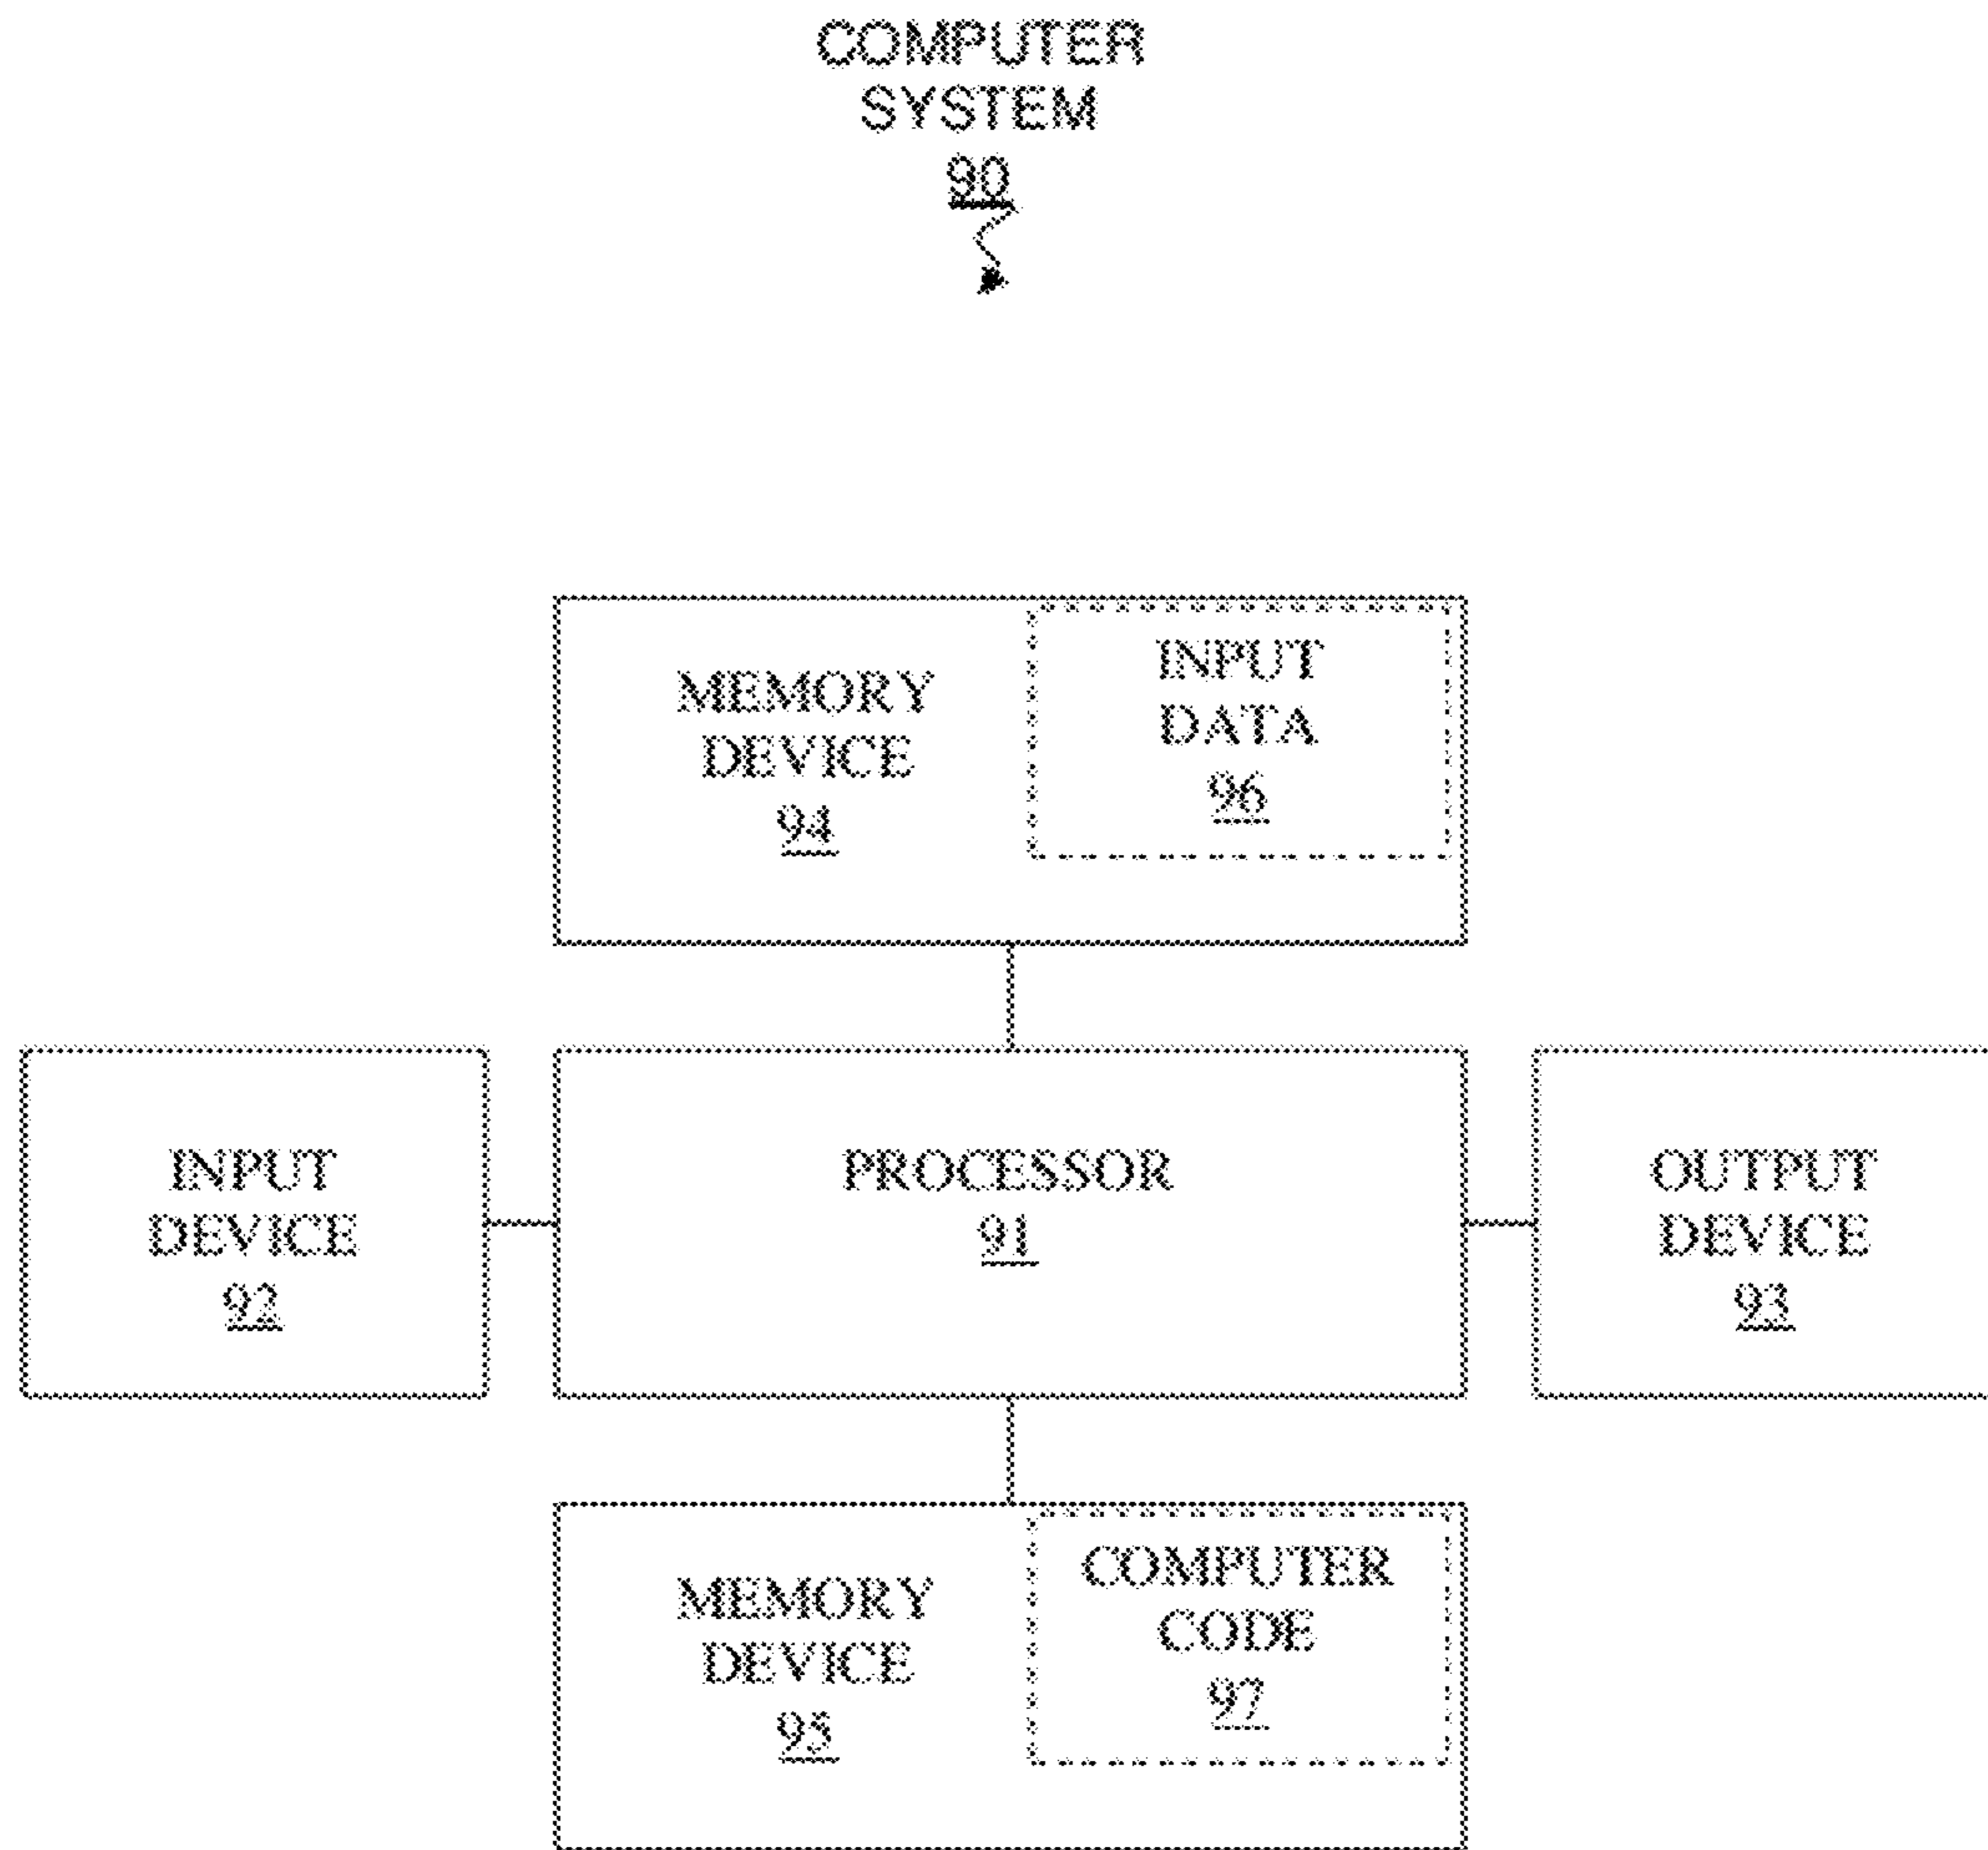 COMPUTER
SYSTEM
90
MEMORY
DEVICE
94
INPUT
DATA
96
INPUT
DEVICE
92
PROCESSOR
91
OUTPUT
DEVICE
93
MEMORY
DEVICE
95
COMPUTER
CODE
97